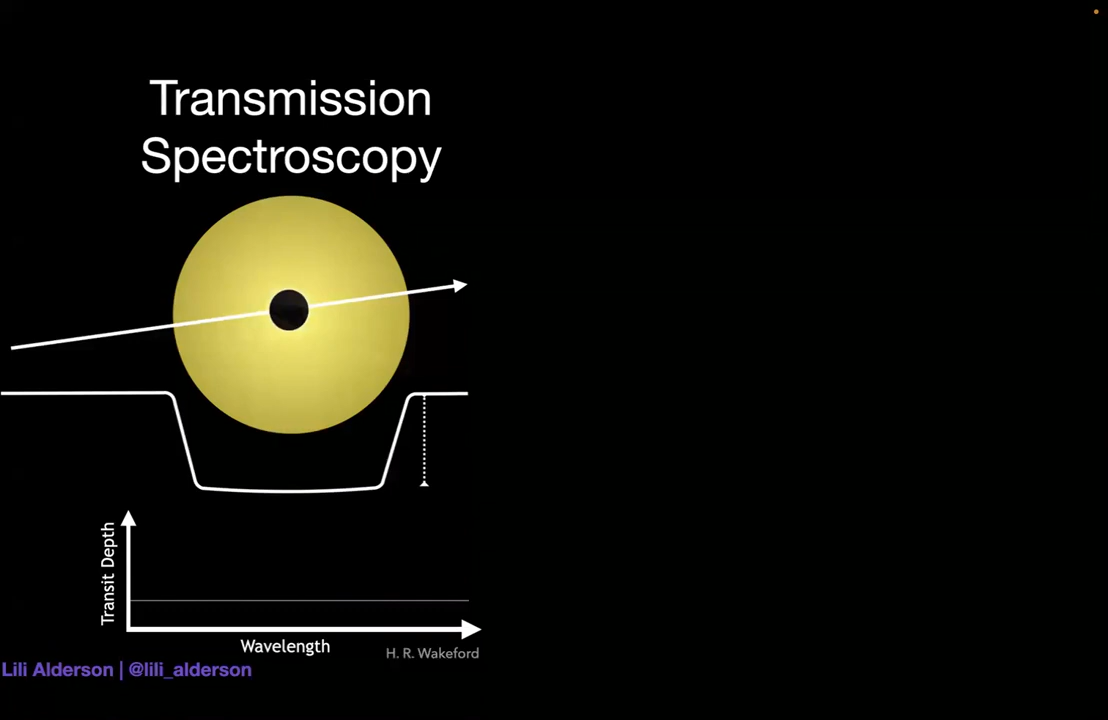 Transmission
Spectroscopy
Transit Depth
Wavelength
H. R. Wakeford
Lili Alderson | @lili_alderson